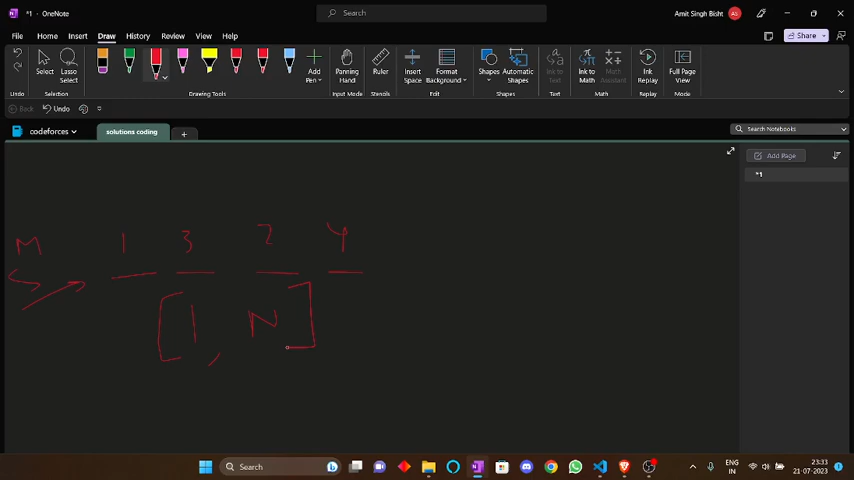 *1 - OneNote
Search
Amit Singh Bisht AS
File Home Insert Draw History Review View Help Share
Undo Select Lasso Select Add Pen Panning Hand Ruler Insert Space Format Background Shapes Automatic Shapes Ink to Text Ink to Math Math Assistant Ink Replay Full Page View
Undo Drawing Tools Input Mode Stencils Edit Shapes Text Math Replay Mode
Back Undo
codeforces solutions coding + Search Notebooks
Add Page
*1
M 1 3 2 4
[1, N]
Search
ENG IN
23:33
21-07-2023